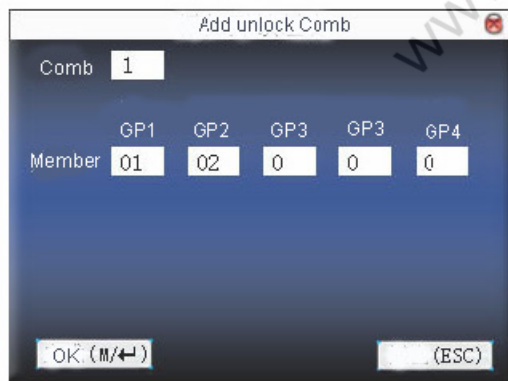 Add unlock Comb
Comb 1
GP1 GP2 GP3 GP3 GP4
Member 01 02 0 0 0
OK (M/↵) (ESC)